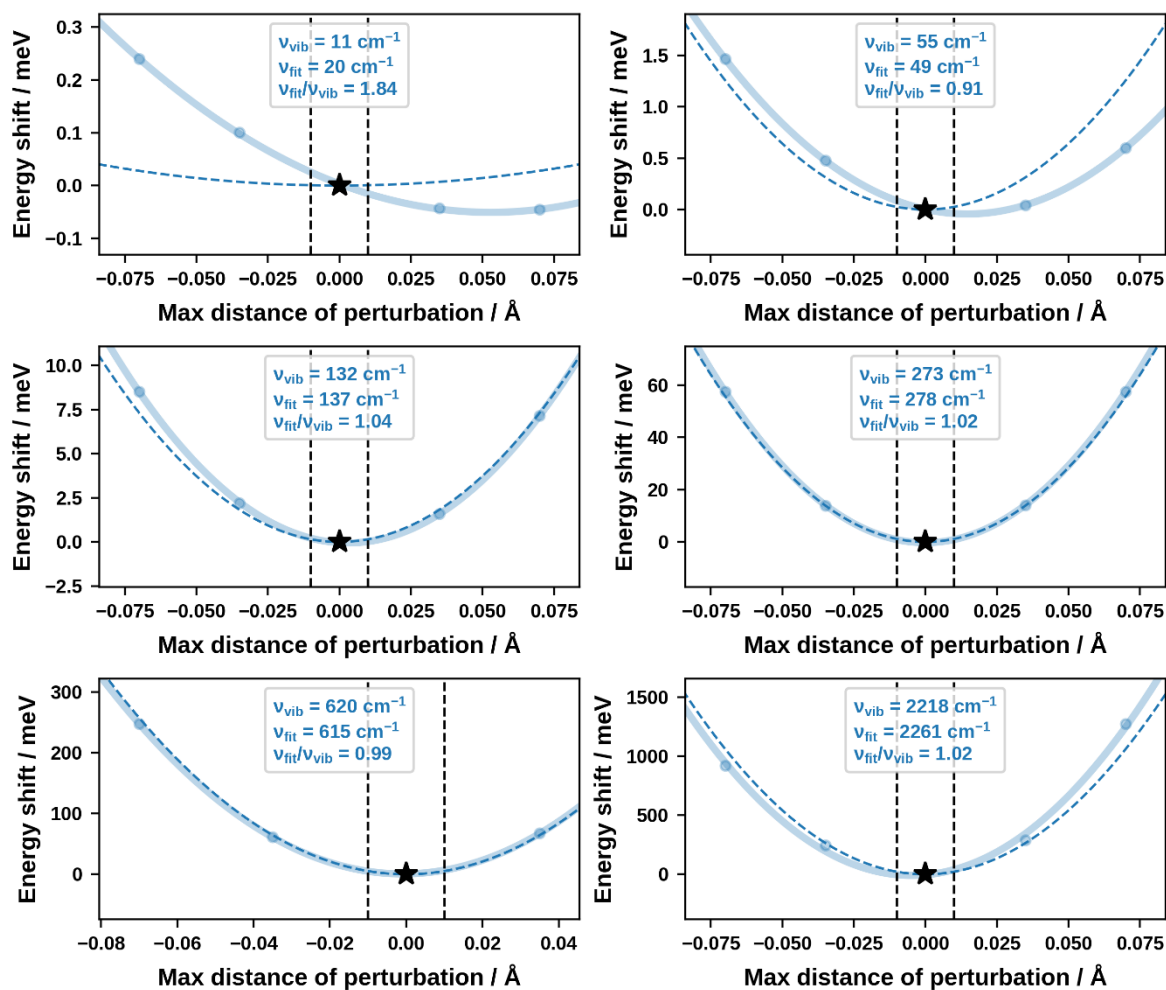 0.3
0.2
0.1
0.0
−0.1
Energy shift / meV
νvib = 11 cm⁻¹
νfit = 20 cm⁻¹
νfit/νvib = 1.84
−0.075 −0.050 −0.025 0.000 0.025 0.050 0.075
Max distance of perturbation / Å
1.5
1.0
0.5
0.0
Energy shift / meV
νvib = 55 cm⁻¹
νfit = 49 cm⁻¹
νfit/νvib = 0.91
−0.075 −0.050 −0.025 0.000 0.025 0.050 0.075
Max distance of perturbation / Å
10.0
7.5
5.0
2.5
0.0
−2.5
Energy shift / meV
νvib = 132 cm⁻¹
νfit = 137 cm⁻¹
νfit/νvib = 1.04
−0.075 −0.050 −0.025 0.000 0.025 0.050 0.075
Max distance of perturbation / Å
60
40
20
0
Energy shift / meV
νvib = 273 cm⁻¹
νfit = 278 cm⁻¹
νfit/νvib = 1.02
−0.075 −0.050 −0.025 0.000 0.025 0.050 0.075
Max distance of perturbation / Å
300
200
100
0
Energy shift / meV
νvib = 620 cm⁻¹
νfit = 615 cm⁻¹
νfit/νvib = 0.99
−0.08 −0.06 −0.04 −0.02 0.00 0.02 0.04
Max distance of perturbation / Å
1500
1000
500
0
Energy shift / meV
νvib = 2218 cm⁻¹
νfit = 2261 cm⁻¹
νfit/νvib = 1.02
−0.075 −0.050 −0.025 0.000 0.025 0.050 0.075
Max distance of perturbation / Å